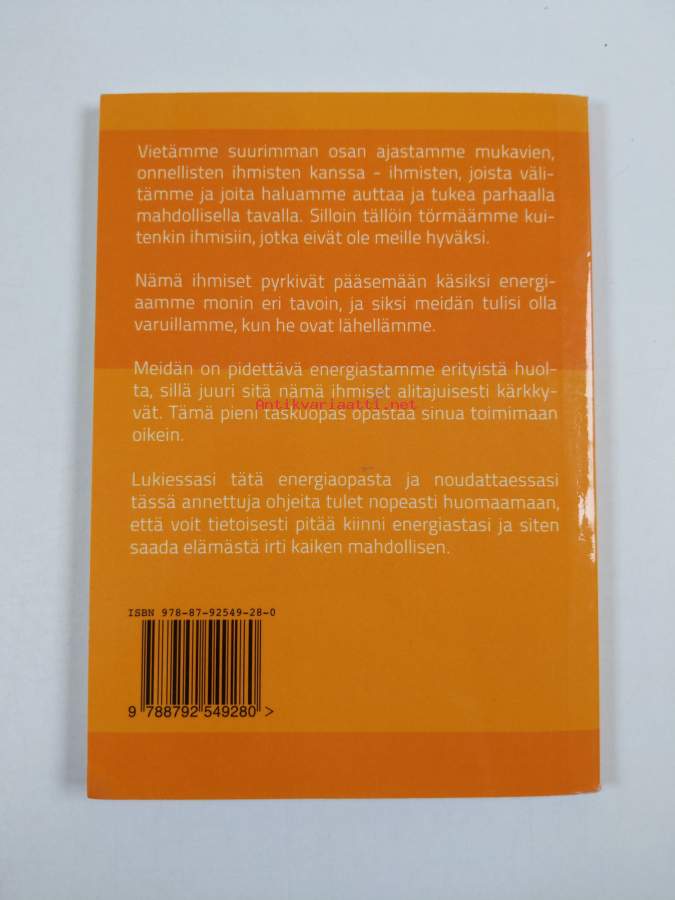 Vietämme suurimman osan ajastamme mukavien,
onnellisten ihmisten kanssa - ihmisten, joista väli-
tämme ja joita haluamme auttaa ja tukea parhaalla
mahdollisella tavalla. Silloin tällöin törmäämme kui-
tenkin ihmisiin, jotka eivät ole meille hyväksi.
Nämä ihmiset pyrkivät pääsemään käsiksi energi-
aamme monin eri tavoin, ja siksi meidän tulisi olla
varuillamme, kun he ovat lähellämme.
Meidän on pidettävä energiastamme erityistä huol-
ta, sillä juuri sitä nämä ihmiset alitajuisesti kärkky-
Antikvariaatti.net
vät. Tämä pieni taskuopas opastaa sinua toimimaan
oikein.
Lukiessasi tätä energiaopasta ja noudattaessasi
tässä annettuja ohjeita tulet nopeasti huomaamaan,
että voit tietoisesti pitää kiinni energiastasi ja siten
saada elämästä irti kaiken mahdollisen.
ISBN 978-87-92549-28-0
9 788792 549280 >